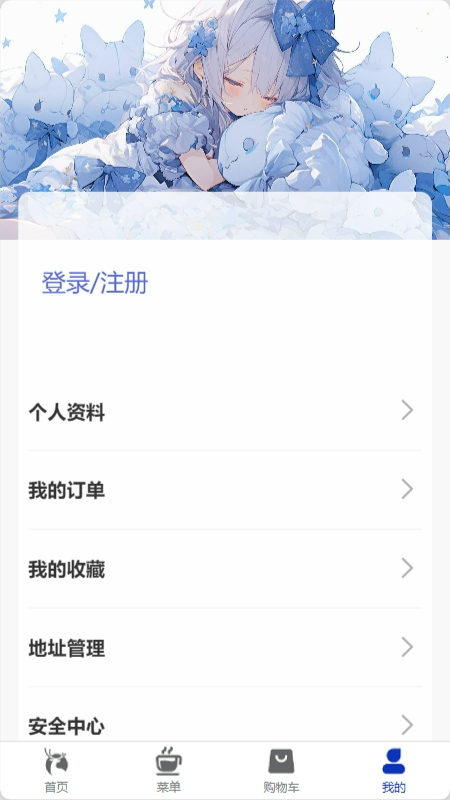 登录/注册
个人资料
我的订单
我的收藏
地址管理
安全中心
首页
菜单
购物车
我的